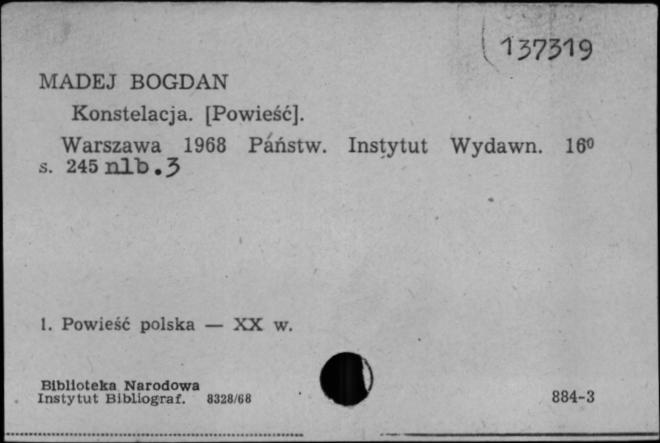 137319
MADEJ BOGDAN
Konstelacja. [Powieść].
Warszawa 1968 Państw. Instytut Wydawn. 16⁰
s. 245 nlb.3
1. Powieść polska — XX w.
Biblioteka Narodowa
Instytut Bibliograf. 8328/68
884-3